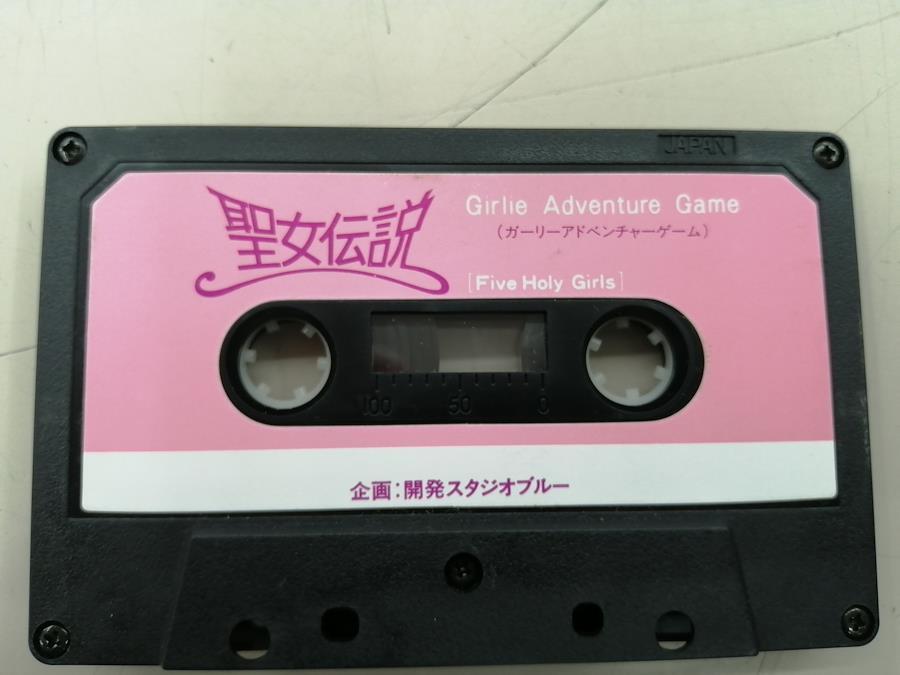 JAPAN
聖女伝説
Girlie Adventure Game
(ガーリーアドベンチャーゲーム)
[Five Holy Girls]
100 50 0
企画:開発スタジオブルー